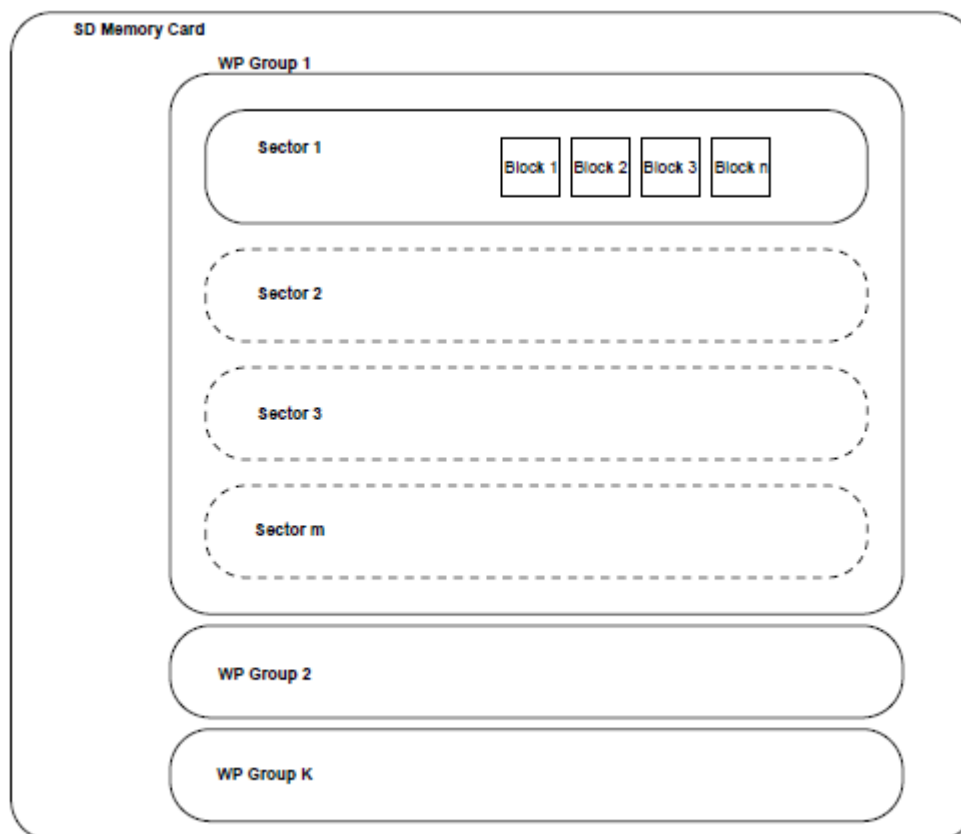 SD Memory Card
WP Group 1
Sector 1
Block 1 Block 2 Block 3 Block n
Sector 2
Sector 3
Sector m
WP Group 2
WP Group K